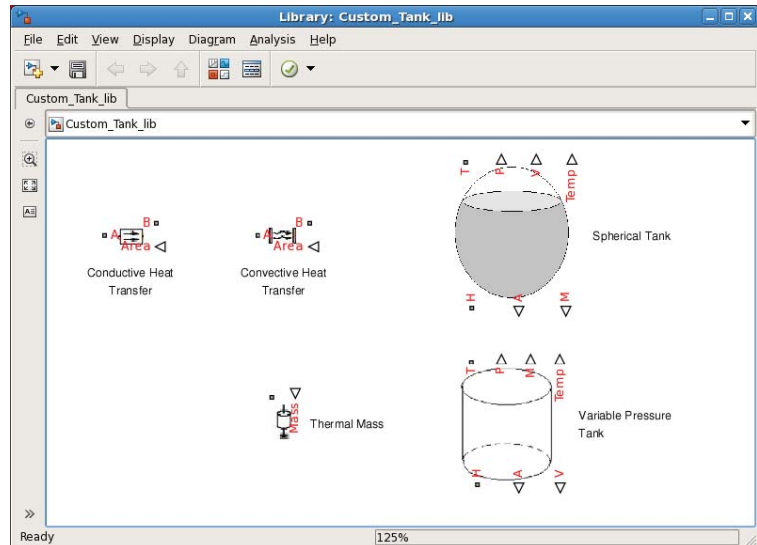 Library: Custom_Tank_lib
File Edit View Display Diagram Analysis Help
Custom_Tank_lib
Custom_Tank_lib
T P V Temp
B
A
Area
B
A
Area
Spherical Tank
Conductive Heat
Transfer
Convective Heat
Transfer
H A M
T P M Temp
Mass
Thermal Mass
Variable Pressure
Tank
H A V
Ready 125%